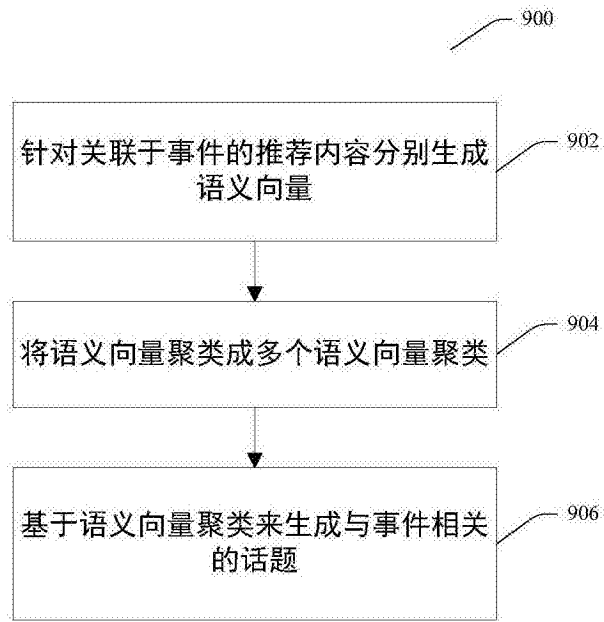 900
针对关联于事件的推荐内容分别生成
语义向量
902
将语义向量聚类成多个语义向量聚类
904
基于语义向量聚类来生成与事件相关
的话题
906